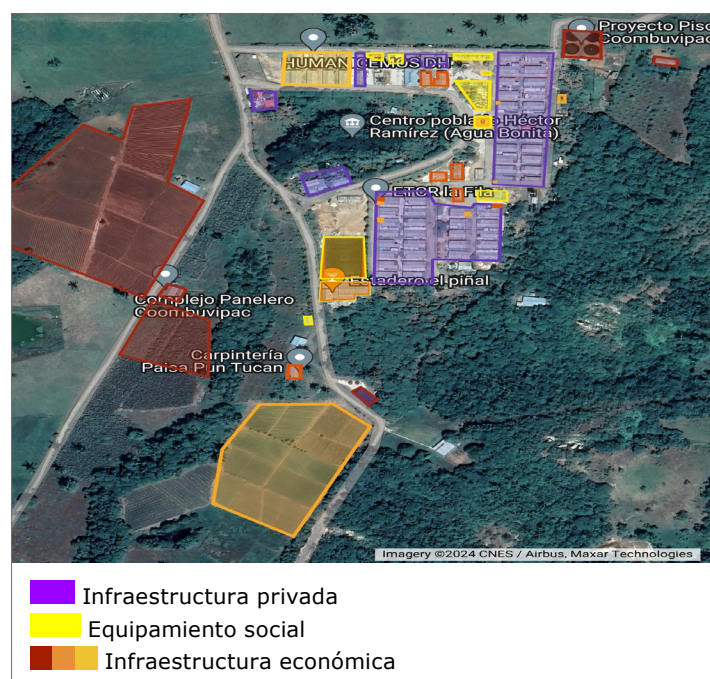 Proyecto Pisc
Coombuvipac
HUMANICEMOS DH
Centro poblado Héctor
Ramírez (Agua Bonita)
ETCR la Fila
Estadero el piñal
Complejo Panelero
Coombuvipac
Carpintería
Paisa Pun Tucan
Imagery ©2024 CNES / Airbus, Maxar Technologies
Infraestructura privada
Equipamiento social
Infraestructura económica